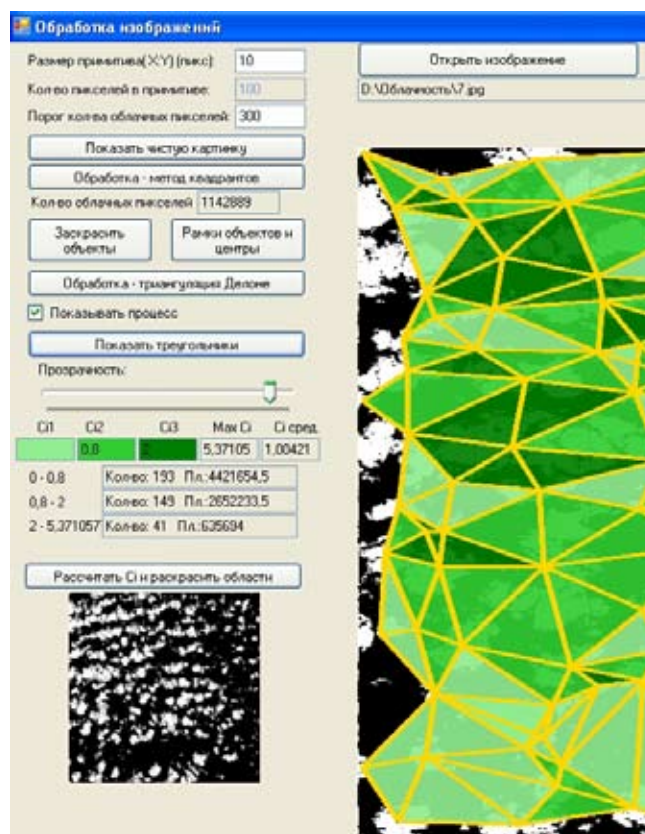 Обработка изображений
Размер примитива(X:Y) (пикс): 10
Кол-во пикселей в примитиве: 100
Порог кол-ва облачных пикселей: 300
Показать чистую картинку
Обработка - метод квадрантов
Кол-во облачных пикселей 1142889
Закрасить объекты
Рамки объектов и центры
Обработка - триангуляция Делоне
Показывать процесс
Показать треугольники
Прозрачность:
Ci1 Ci2 Ci3 Max Ci Ci сред.
0,8 2 5,37105 1,00421
0 - 0,8 Кол-во: 193 Пл.:4421654,5
0,8 - 2 Кол-во: 149 Пл.:2652233,5
2 - 5,371057 Кол-во: 41 Пл.:635694
Рассчитать Ci и раскрасить области
Открыть изображение
D:\Облачность\7.jpg